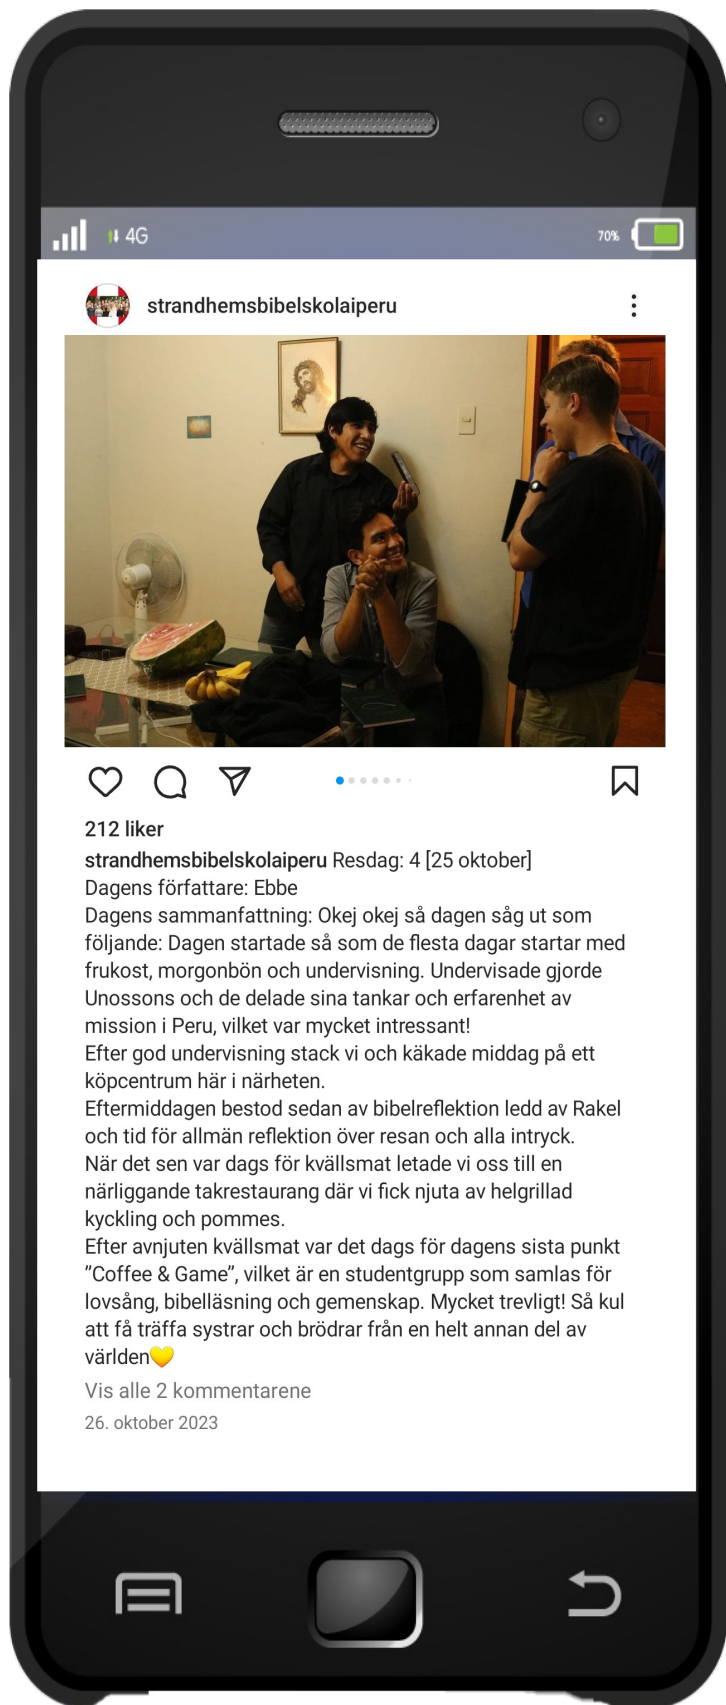 4G
70%
strandhemsbibelskolaiperu
212 liker
strandhemsbibelskolaiperu Resdag: 4 [25 oktober]
Dagens författare: Ebbe
Dagens sammanfattning: Okej okej så dagen såg ut som
följande: Dagen startade så som de flesta dagar startar med
frukost, morgonbön och undervisning. Undervisade gjorde
Unossons och de delade sina tankar och erfarenhet av
mission i Peru, vilket var mycket intressant!
Efter god undervisning stack vi och käkade middag på ett
köpcentrum här i närheten.
Eftermiddagen bestod sedan av bibelreflektion ledd av Rakel
och tid för allmän reflektion över resan och alla intryck.
När det sen var dags för kvällsmat letade vi oss till en
närliggande takrestaurang där vi fick njuta av helgrillad
kyckling och pommes.
Efter avnjuten kvällsmat var det dags för dagens sista punkt
”Coffee & Game”, vilket är en studentgrupp som samlas för
lovsång, bibelläsning och gemenskap. Mycket trevligt! Så kul
att få träffa systrar och brödrar från en helt annan del av
världen💛
Vis alle 2 kommentarene
26. oktober 2023